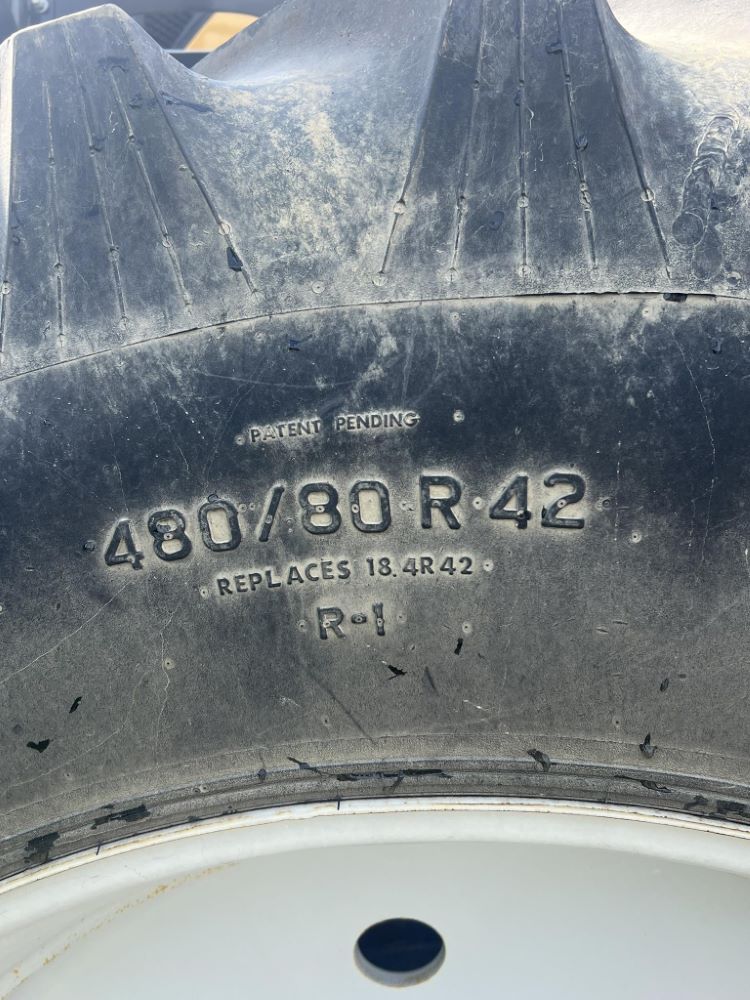 PATENT PENDING
480/80 R 42
REPLACES 18.4R42
R-1